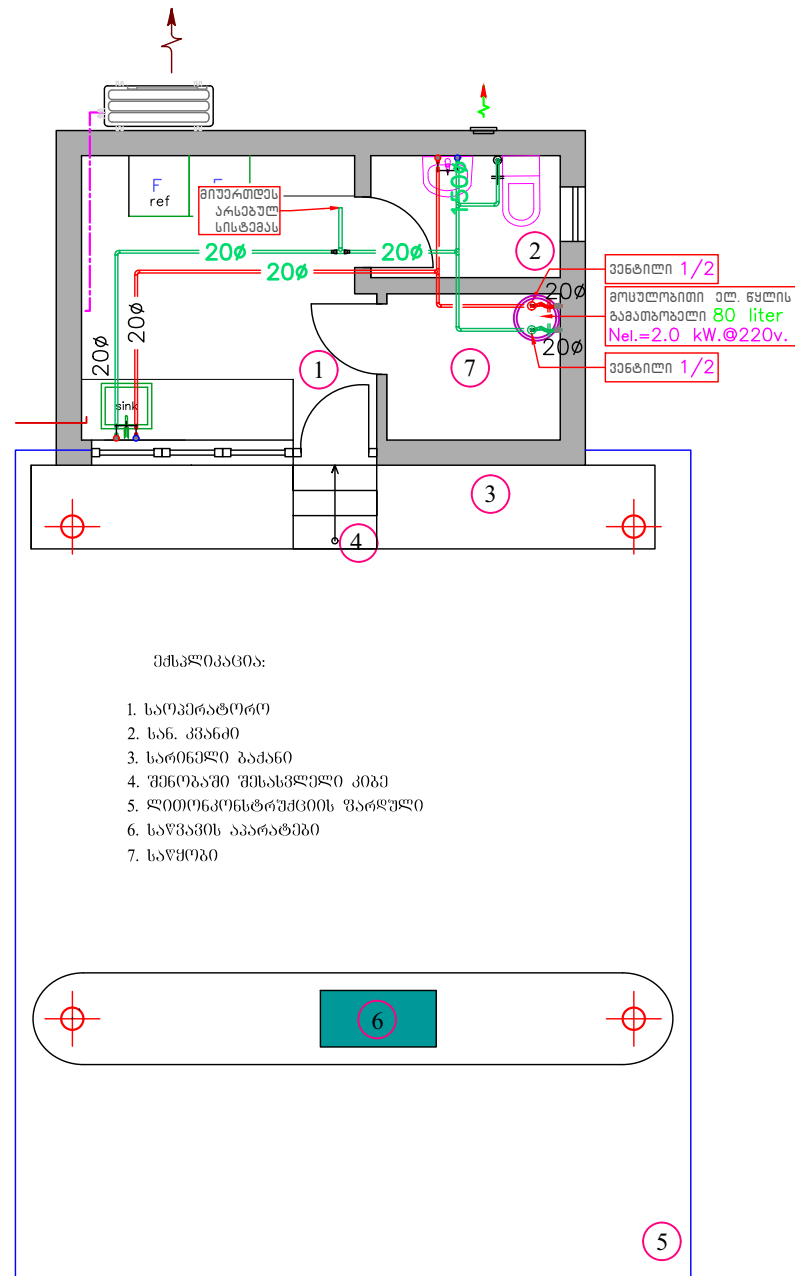 F
ref
F
მიუერთდეს
არსებულ
სისტემას
20ø
20ø
20ø
20ø
20ø
sink
1
2
20ø
20ø
7
ვენტილი 1/2
მოცულობითი ელ. წყლის
გამათბობელი 80 liter
Nel.=2.0 kW.@220v.
ვენტილი 1/2
3
4
ექსპლიკაცია:
1. საოპერატორო
2. სან. კვანძი
3. სარინელი ბაქანი
4. შენობაში შესასვლელი კიბე
5. ლითონკონსტრუქციის ფარდული
6. საწვავის აპარატები
7. საწყობი
6
5